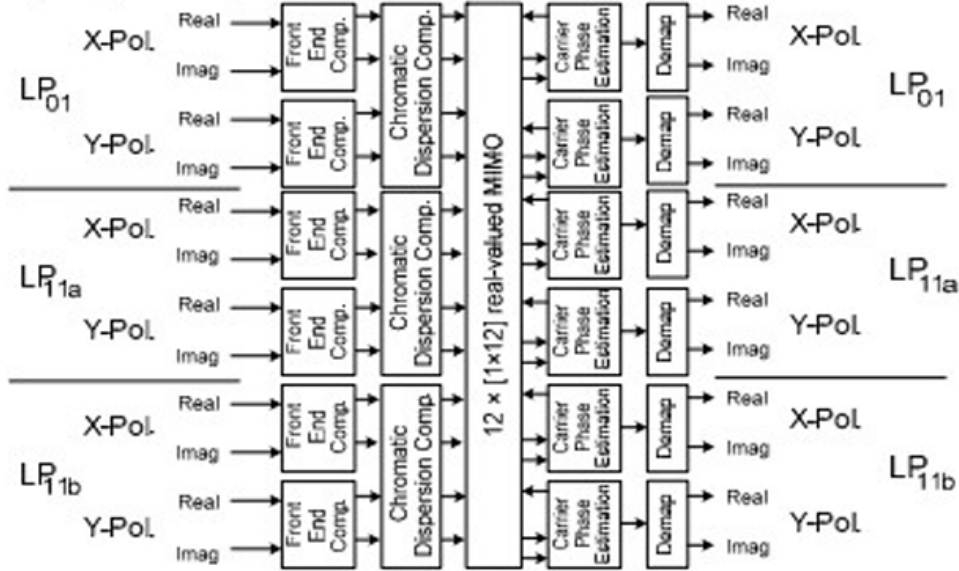 LP01
X-Pol.
Real
Imag
Y-Pol.
Real
Imag
LP11a
X-Pol.
Real
Imag
Y-Pol.
Real
Imag
LP11b
X-Pol.
Real
Imag
Y-Pol.
Real
Imag
Front
End
Comp.
Front
End
Comp.
Front
End
Comp.
Front
End
Comp.
Front
End
Comp.
Front
End
Comp.
Chromatic
Dispersion Comp.
Chromatic
Dispersion Comp.
Chromatic
Dispersion Comp.
12 × [1×12] real-valued MIMO
Carrier
Phase
Estimation
Carrier
Phase
Estimation
Carrier
Phase
Estimation
Carrier
Phase
Estimation
Carrier
Phase
Estimation
Carrier
Phase
Estimation
Demap
Demap
Demap
Demap
Demap
Demap
Real
Imag
X-Pol.
Real
Imag
Y-Pol.
LP01
Real
Imag
X-Pol.
Real
Imag
Y-Pol.
LP11a
Real
Imag
X-Pol.
Real
Imag
Y-Pol.
LP11b